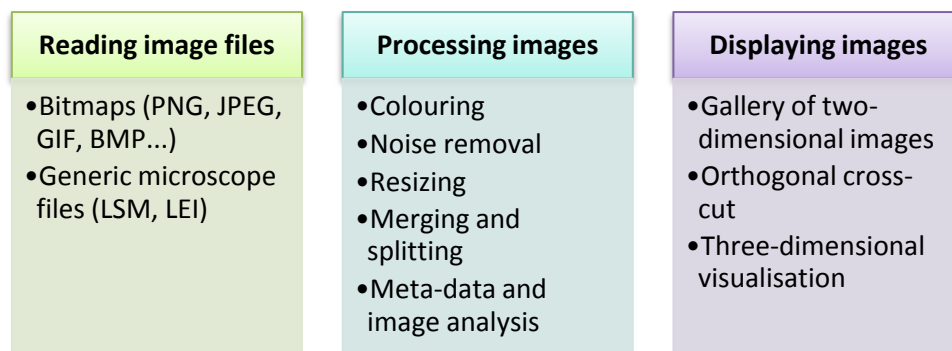 Reading image files
•Bitmaps (PNG, JPEG,
GIF, BMP...)
•Generic microscope
files (LSM, LEI)
Processing images
•Colouring
•Noise removal
•Resizing
•Merging and
splitting
•Meta-data and
image analysis
Displaying images
•Gallery of two-
dimensional images
•Orthogonal cross-
cut
•Three-dimensional
visualisation